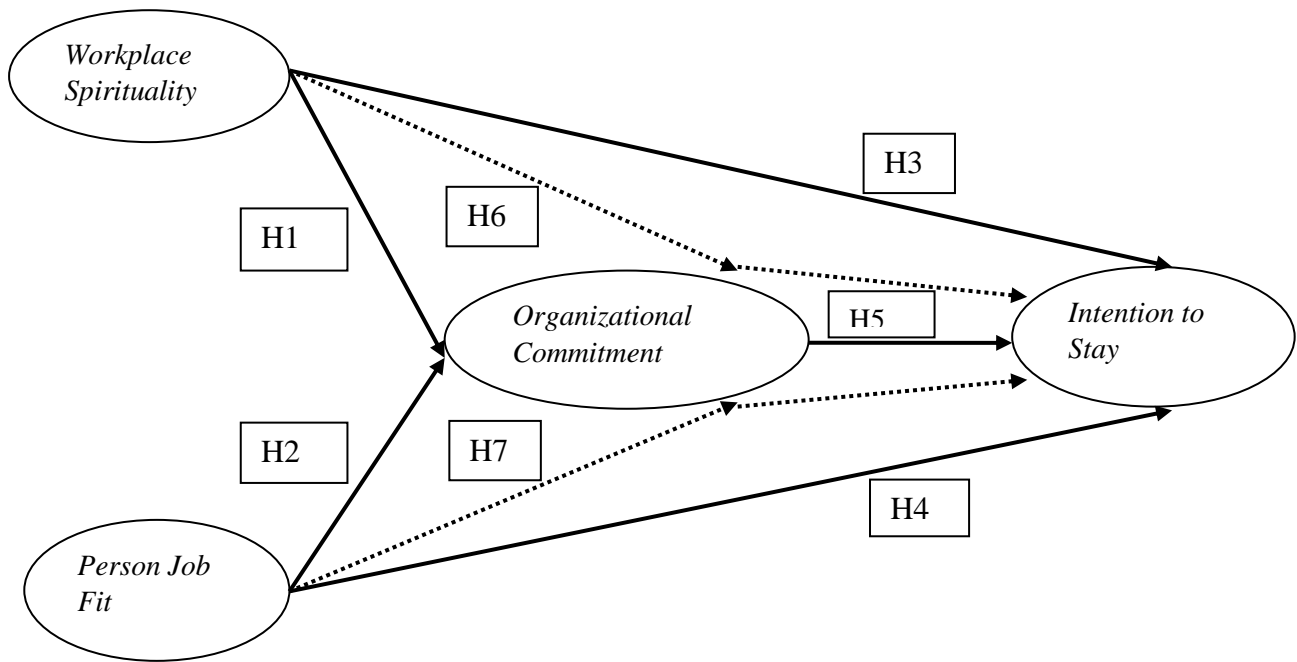 Workplace
Spirituality
H3
H6
H1
Organizational
Commitment
H5
Intention to
Stay
H2
H7
H4
Person Job
Fit